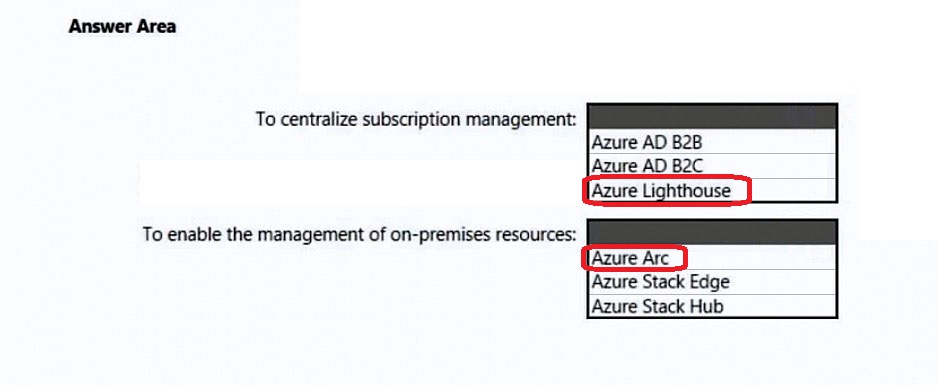 Answer Area
To centralize subscription management:
Azure AD B2B
Azure AD B2C
Azure Lighthouse
To enable the management of on-premises resources:
Azure Arc
Azure Stack Edge
Azure Stack Hub